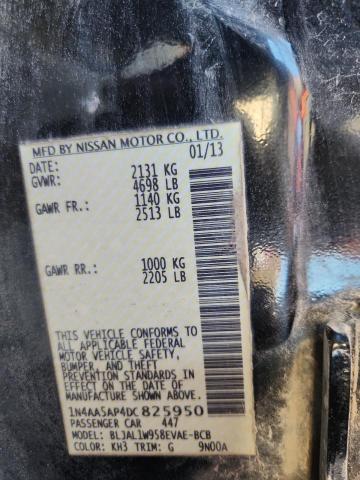 MFD BY NISSAN MOTOR CO., LTD.
DATE: 01/13
GVWR: 2131 KG
4698 LB
GAWR FR.: 1140 KG
2513 LB
GAWR RR.: 1000 KG
2205 LB
THIS VEHICLE CONFORMS TO
ALL APPLICABLE FEDERAL
MOTOR VEHICLE SAFETY,
BUMPER, AND THEFT
PREVENTION STANDARDS
IN EFFECT ON THE DATE OF
MANUFACTURE SHOWN ABOVE.
1N4AA5AP4DC825950
PASSENGER CAR 447
MODEL: BLJAL1W958EVAE-BCB
COLOR: KH3 TRIM: G 9N00A